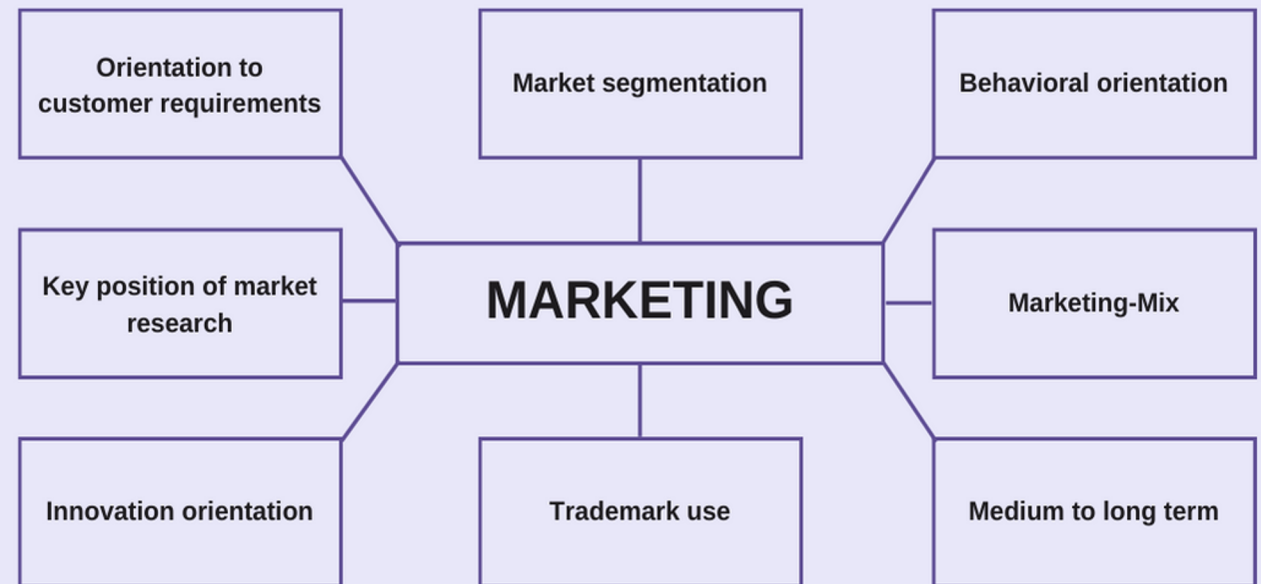 Orientation to
customer requirements
Market segmentation
Behavioral orientation
Key position of market
research
MARKETING
Marketing-Mix
Innovation orientation
Trademark use
Medium to long term